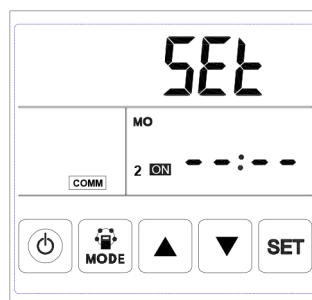 SEt
MO
2 ON --:--
COMM
MODE
SET